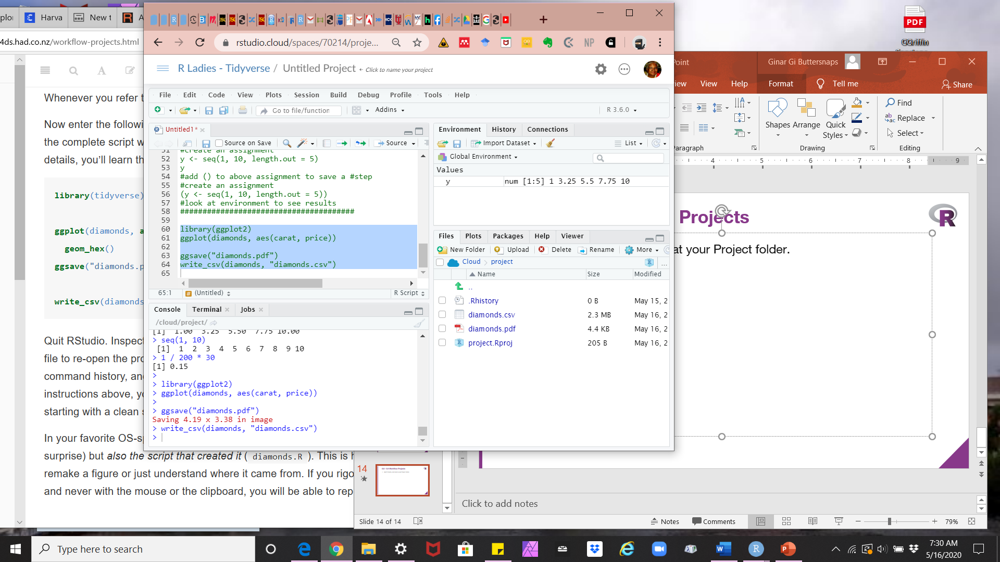 plor
Harva
New t
A
4ds.had.co.nz/workflow-projects.html
Whenever you refer t
Now enter the followi
the complete script w
details, you'll learn th
library(tidyverse)
ggplot(diamonds, a
geom_hex()
ggsave("diamonds.p
write_csv(diamonds
Quit RStudio. Inspect
file to re-open the pro
command history, an
instructions above, yo
starting with a clean s
In your favorite OS-sp
surprise) but also the script that created it ( diamonds.R ). This is h
remake a figure or just understand where it came from. If you rigo
and never with the mouse or the clipboard, you will be able to rep
rstudio.cloud/spaces/70214/proje...
NP
R Ladies - Tidyverse / Untitled Project ← Click to name your project
File Edit Code View Plots Session Build Debug Profile Tools Help
Go to file/function
Addins
R 3.6.0
Untitled1*
Source on Save
Source
51 #create an assignment
52 y <- seq(1, 10, length.out = 5)
53 y
54 #add () to above assignment to save a #step
55 #create an assignment
56 (y <- seq(1, 10, length.out = 5))
57 #look at environment to see results
58 #######################################
59
60 library(ggplot2)
61 ggplot(diamonds, aes(carat, price))
62
63 ggsave("diamonds.pdf")
64 write_csv(diamonds, "diamonds.csv")
65
65:1 # (Untitled) R Script
Console Terminal Jobs
/cloud/project/
[1] 1.00 3.25 5.50 7.75 10.00
> seq(1, 10)
[1] 1 2 3 4 5 6 7 8 9 10
> 1 / 200 * 30
[1] 0.15
>
> library(ggplot2)
> ggplot(diamonds, aes(carat, price))
>
> ggsave("diamonds.pdf")
Saving 4.19 x 3.38 in image
> write_csv(diamonds, "diamonds.csv")
>
Environment History Connections
Import Dataset
List
Global Environment
Values
y num [1:5] 1 3.25 5.5 7.75 10
Files Plots Packages Help Viewer
New Folder Upload Delete Rename More
Cloud project ...
Name Size Modified
..
.Rhistory 0 B May 15, 2
diamonds.csv 2.3 MB May 16, 2
diamonds.pdf 4.4 KB May 16, 2
project.Rproj 205 B May 16, 2
PDF
GGriffin
Point
Ginar Gi Buttersnaps
iew View Help Format Tell me Share
Shapes Arrange Quick
Styles
Find
Replace
Select
aragraph Drawing Editing
4 5 6 7 8 9
Projects
R
at your Project folder.
14
Click to add notes
Slide 14 of 14
Notes Comments
79%
Type here to search
7:30 AM
5/16/2020